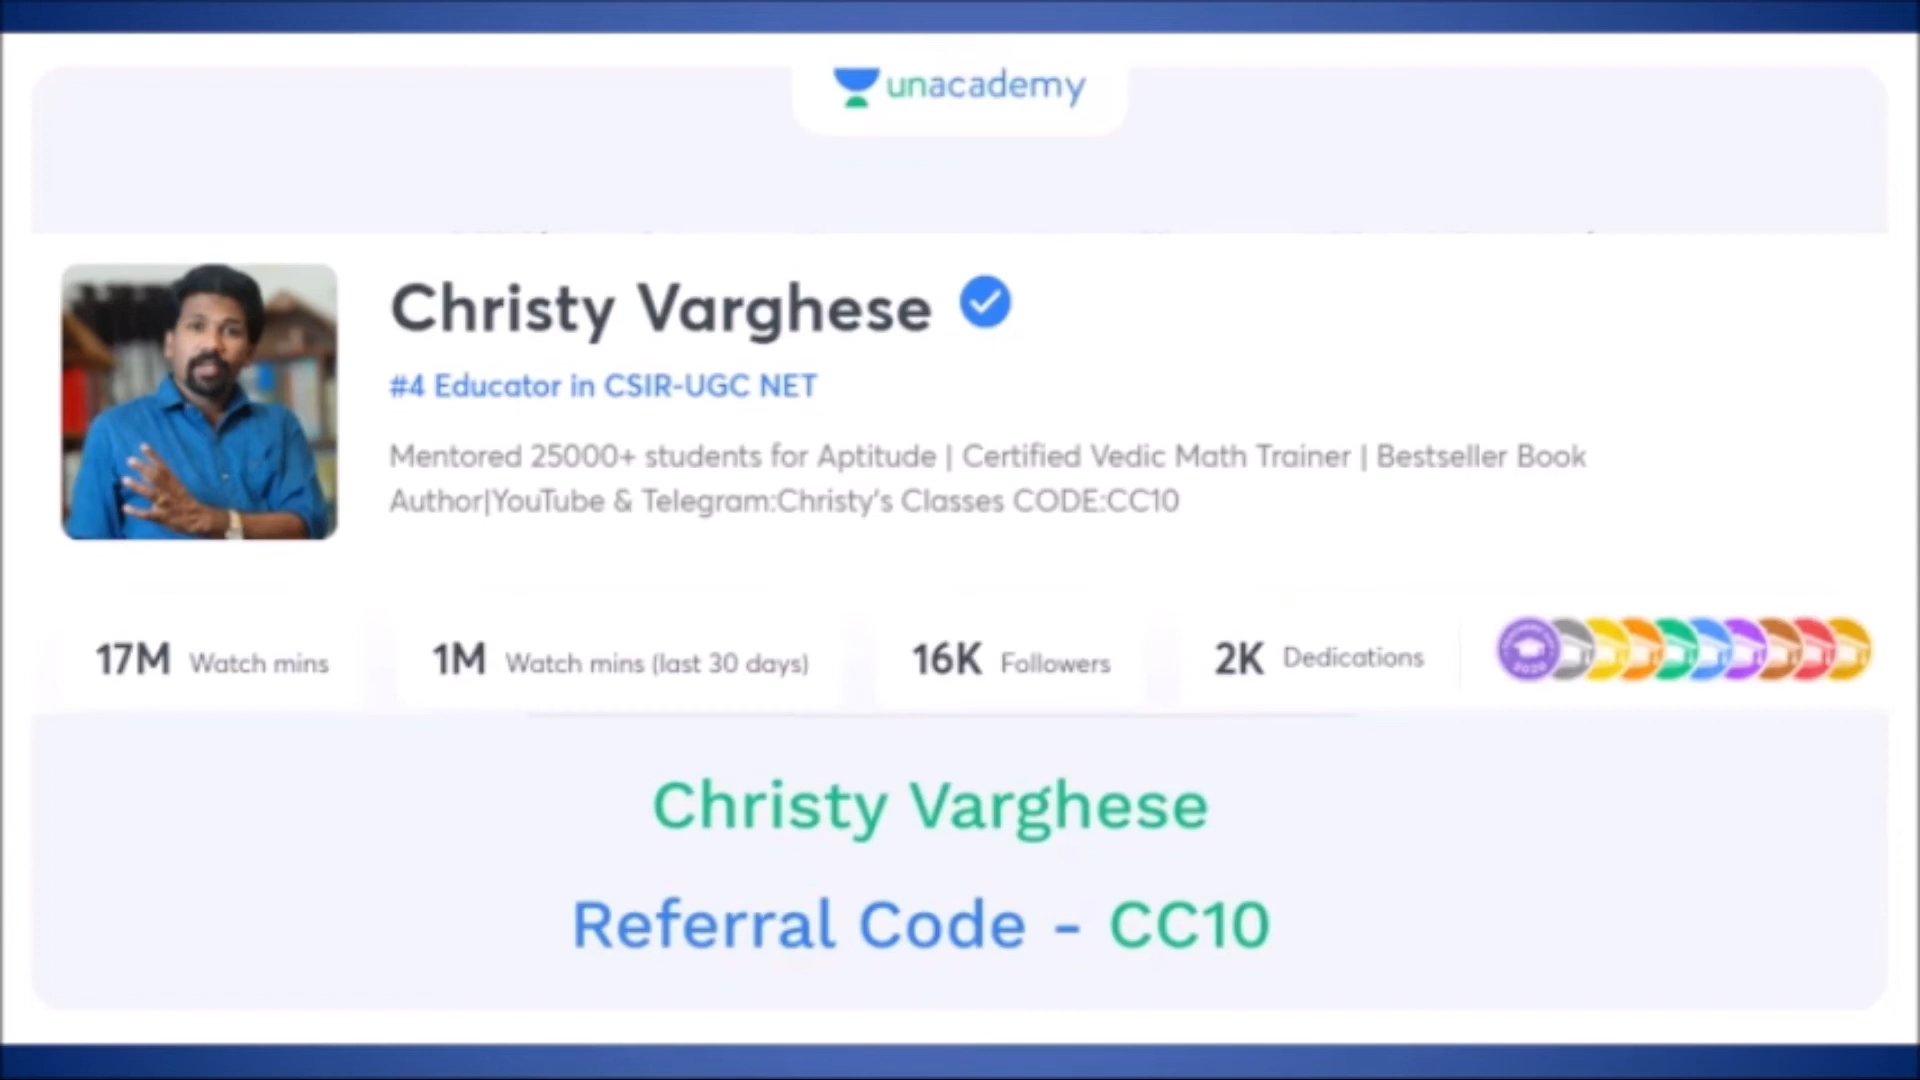 unacademy
Christy Varghese
#4 Educator in CSIR-UGC NET
Mentored 25000+ students for Aptitude | Certified Vedic Math Trainer | Bestseller Book
Author|YouTube & Telegram:Christy's Classes CODE:CC10
17M Watch mins 1M Watch mins (last 30 days) 16K Followers 2K Dedications
Christy Varghese
Referral Code - CC10